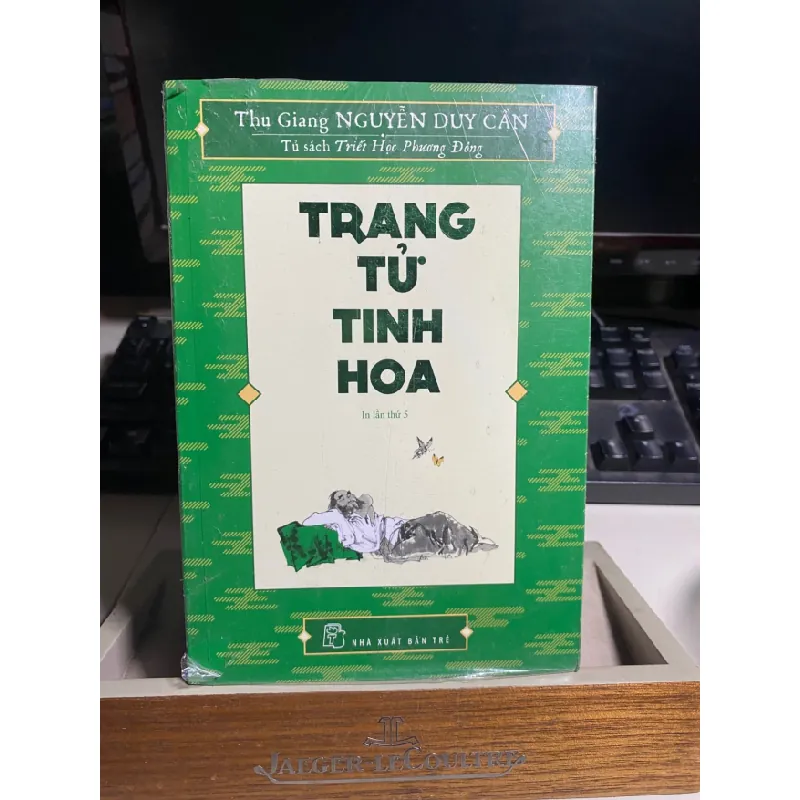 Thu Giang NGUYỄN DUY CẦN
Tủ sách Triết Học Phương Đông
TRANG
TỬ
TINH
HOA
In lần thứ 5
NHÀ XUẤT BẢN TRẺ
JAEGER-LECOULTRE